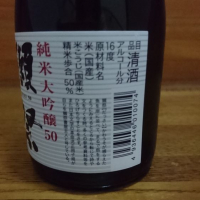 純米大吟醸50
品目 清酒
アルコール分
16度
原材料名
米(国産)
米こうじ(国産米)
精米歩合50%
4936446910074